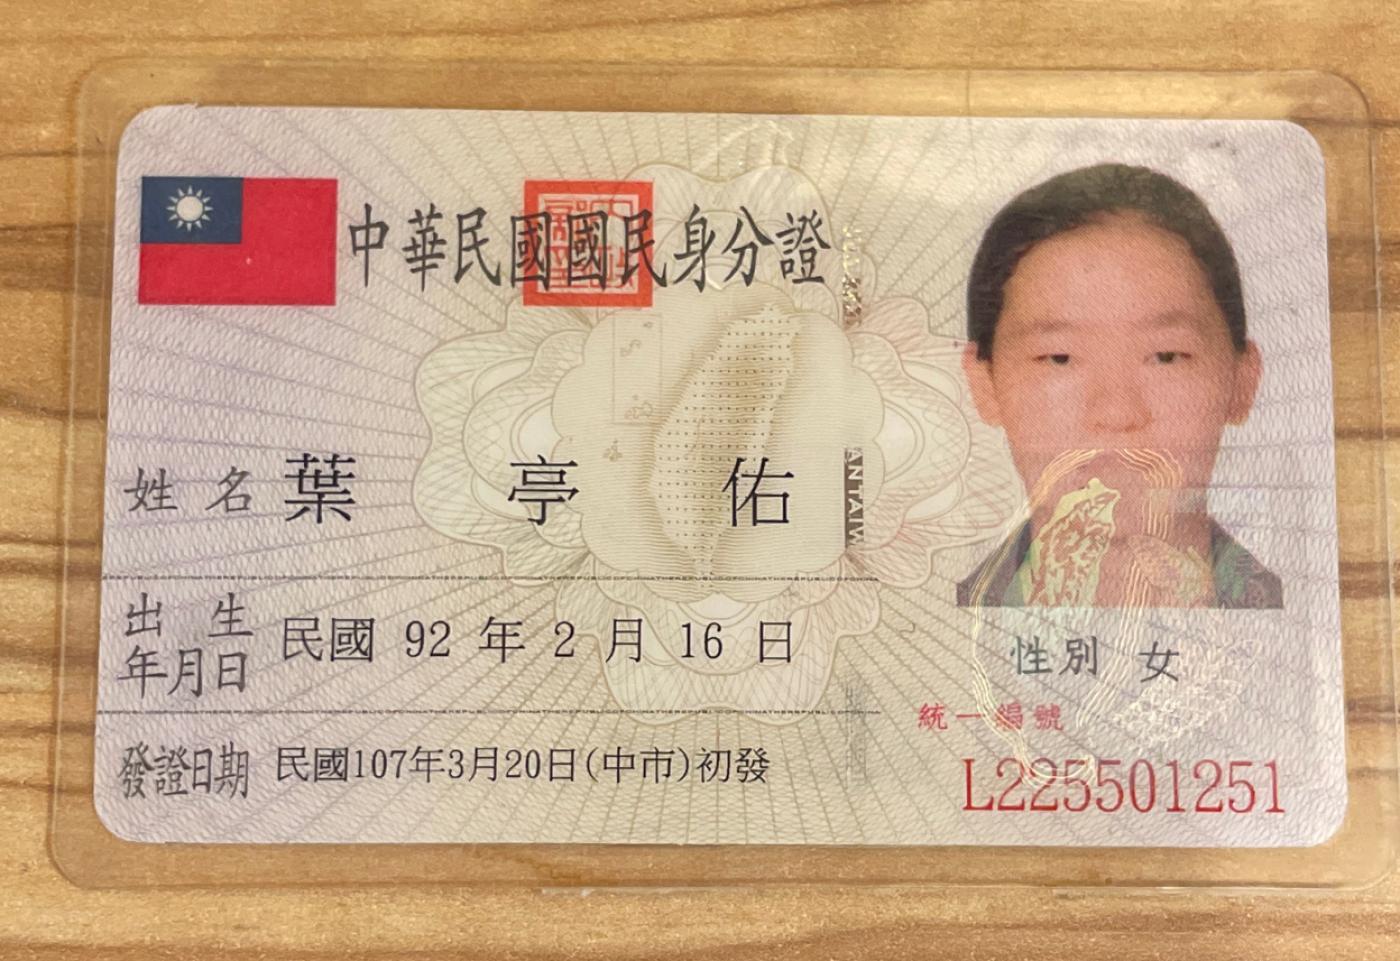 中華民國國民身分證
姓名 葉亭佑
出生年月日 民國 92 年 2 月 16 日
性別 女
統一編號
發證日期 民國107年3月20日(中市)初發
L225501251